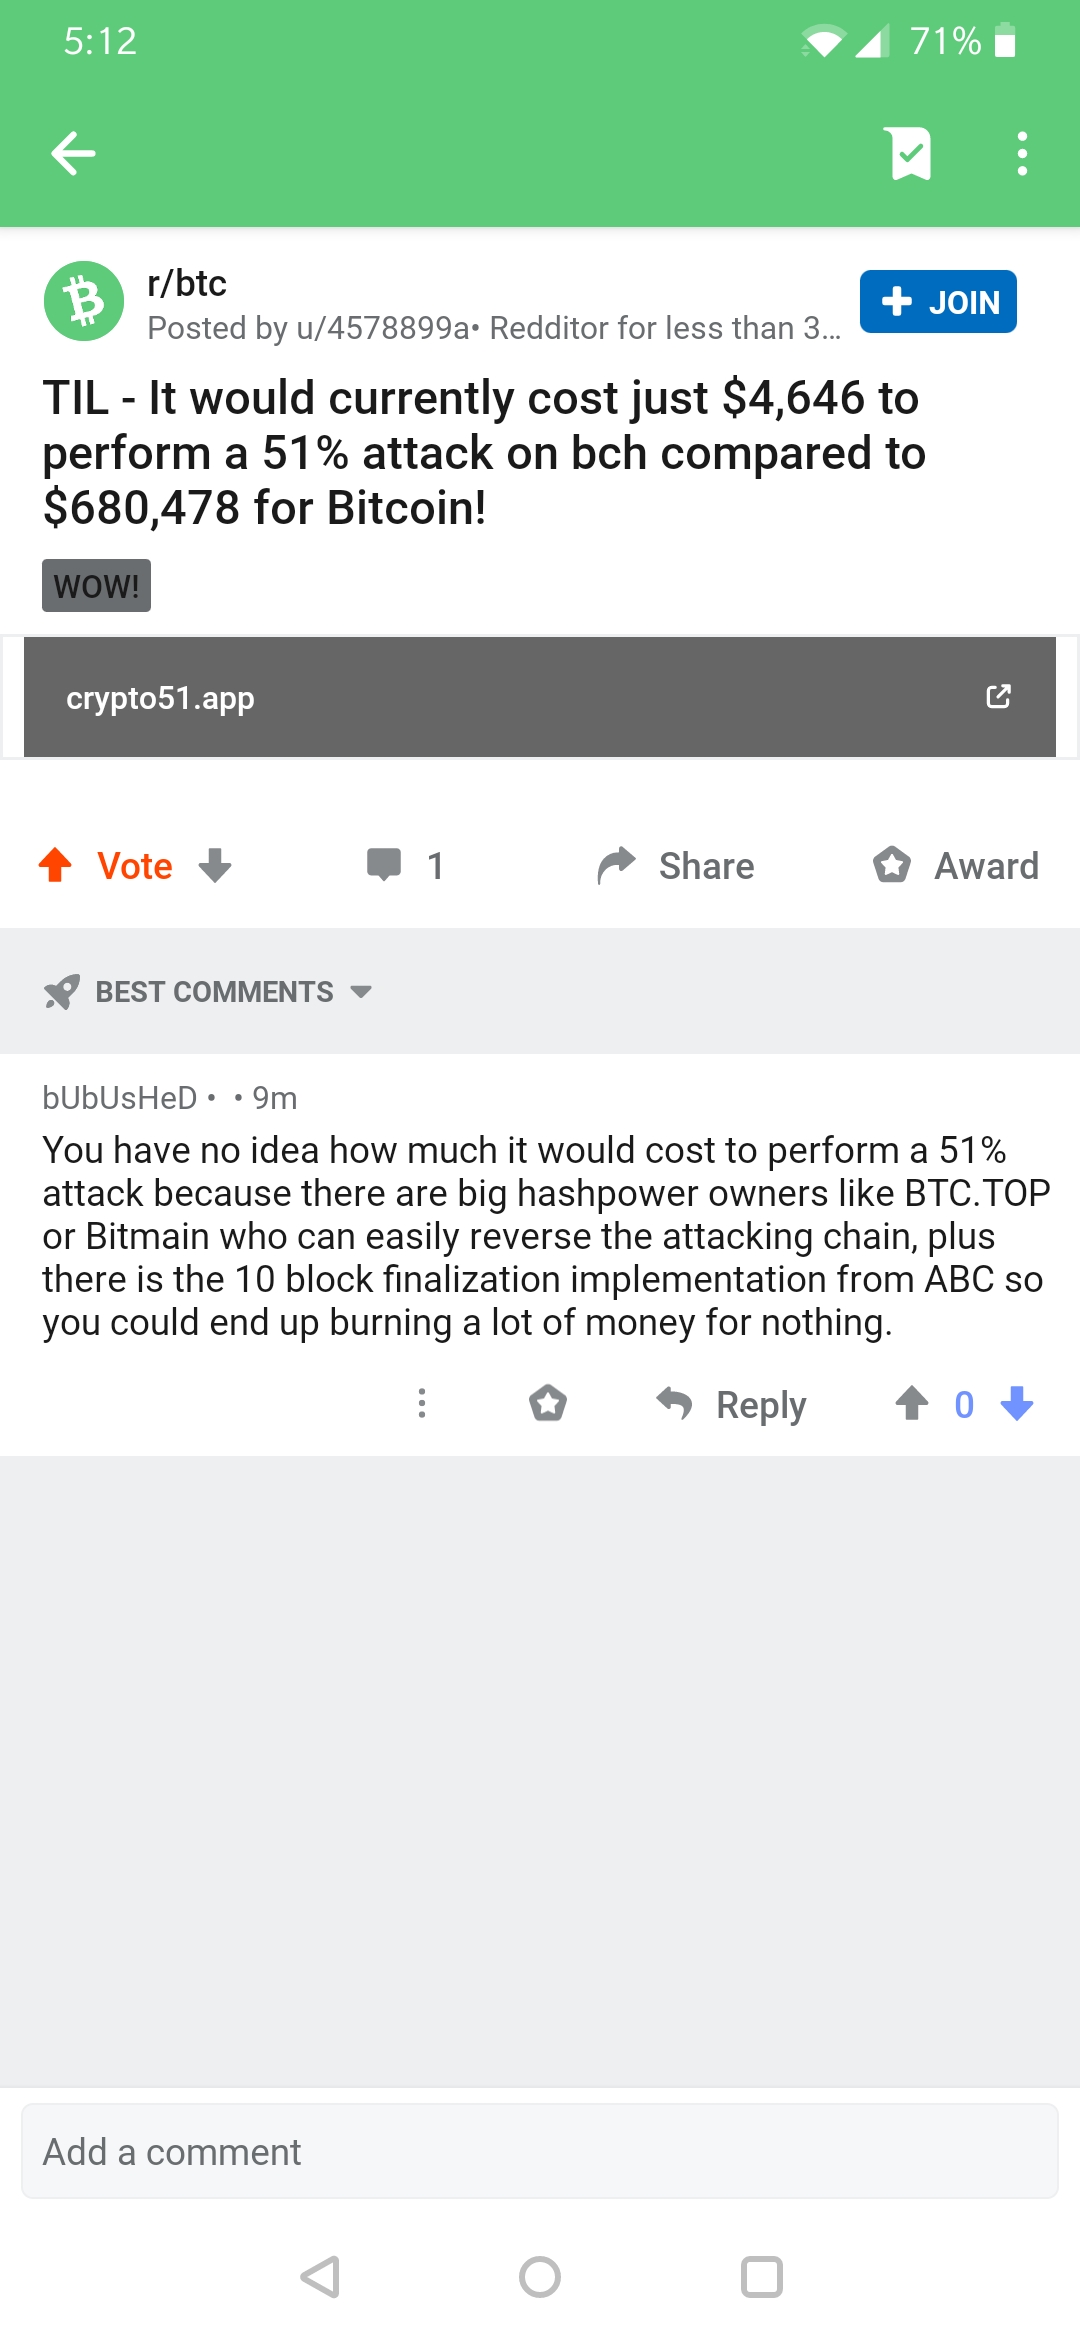 5:12
71%
r/btc
Posted by u/4578899a• Redditor for less than 3...
+ JOIN
TIL - It would currently cost just $4,646 to
perform a 51% attack on bch compared to
$680,478 for Bitcoin!
WOW!
crypto51.app
Vote
1
Share
Award
BEST COMMENTS
bUbUsHeD • • 9m
You have no idea how much it would cost to perform a 51%
attack because there are big hashpower owners like BTC.TOP
or Bitmain who can easily reverse the attacking chain, plus
there is the 10 block finalization implementation from ABC so
you could end up burning a lot of money for nothing.
Reply
0
Add a comment